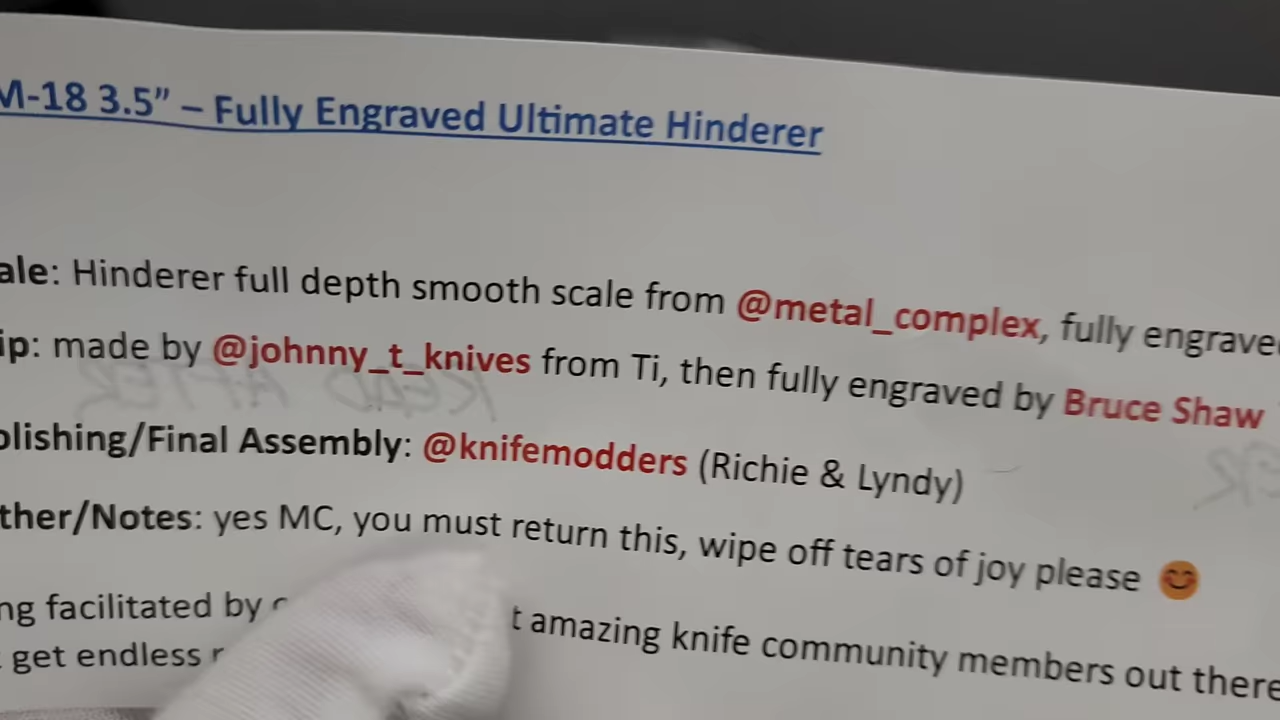 M-18 3.5” – Fully Engraved Ultimate Hinderer
ale: Hinderer full depth smooth scale from @metal_complex, fully engraved
ip: made by @johnny_t_knives from Ti, then fully engraved by Bruce Shaw
READ AFTER
olishing/Final Assembly: @knifemodders (Richie & Lyndy)
ther/Notes: yes MC, you must return this, wipe off tears of joy please 😊
ng facilitated by t amazing knife community members out there
get endless